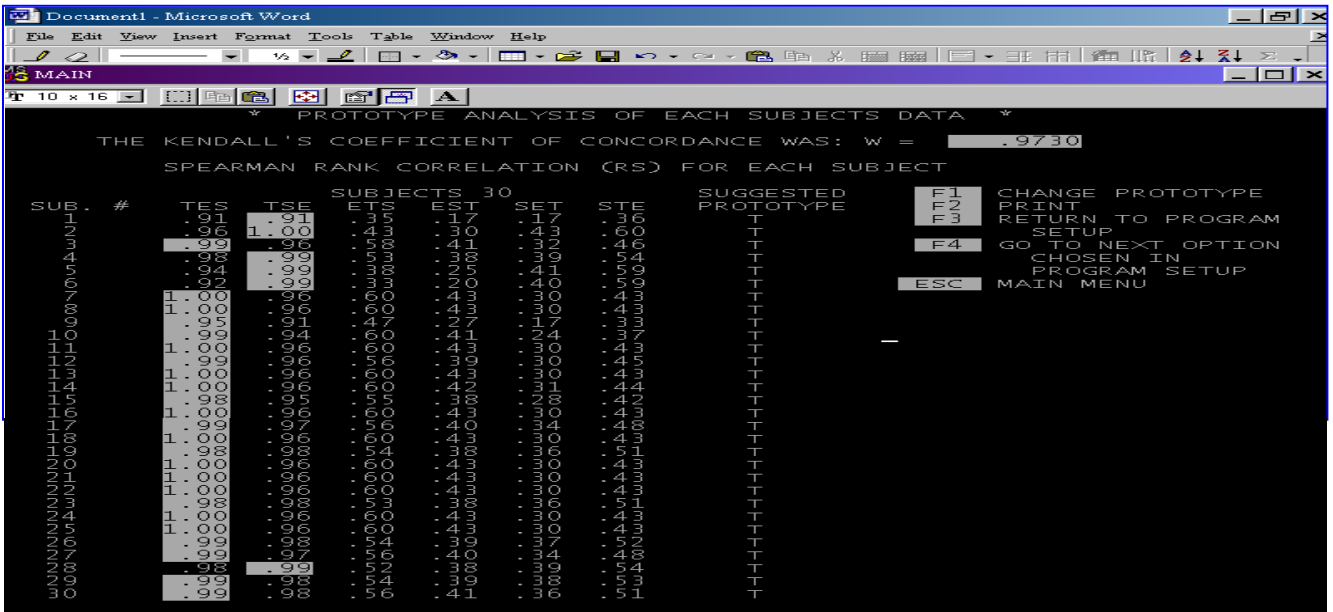 Document1 - Microsoft Word
File Edit View Insert Format Tools Table Window Help
½
MAIN
10 x 16
A
* PROTOTYPE ANALYSIS OF EACH SUBJECTS DATA *
THE KENDALL'S COEFFICIENT OF CONCORDANCE WAS: W = .9730
SPEARMAN RANK CORRELATION (RS) FOR EACH SUBJECT
SUBJECTS 30 SUGGESTED F1 CHANGE PROTOTYPE
SUB. # TES TSE ETS EST SET STE PROTOTYPE F2 PRINT
1 .91 .91 .35 .17 .17 .36 T F3 RETURN TO PROGRAM
2 .96 1.00 .43 .30 .43 .60 T SETUP
3 .99 .96 .58 .41 .32 .46 T F4 GO TO NEXT OPTION
4 .98 .99 .53 .38 .39 .54 T CHOSEN IN
5 .94 .99 .38 .25 .41 .59 T PROGRAM SETUP
6 .92 .99 .33 .20 .40 .59 T ESC MAIN MENU
7 1.00 .96 .60 .43 .30 .43 T
8 1.00 .96 .60 .43 .30 .43 T
9 .95 .91 .47 .27 .17 .33 T
10 .99 .94 .60 .41 .24 .37 T
11 1.00 .96 .60 .43 .30 .43 T
12 .99 .96 .56 .39 .30 .45 T
13 1.00 .96 .60 .43 .30 .43 T
14 1.00 .96 .60 .42 .31 .44 T
15 .98 .95 .55 .38 .28 .42 T
16 1.00 .96 .60 .43 .30 .43 T
17 .99 .97 .56 .40 .34 .48 T
18 1.00 .96 .60 .43 .30 .43 T
19 .98 .98 .54 .38 .36 .51 T
20 1.00 .96 .60 .43 .30 .43 T
21 1.00 .96 .60 .43 .30 .43 T
22 1.00 .96 .60 .43 .30 .43 T
23 .98 .98 .53 .38 .36 .51 T
24 1.00 .96 .60 .43 .30 .43 T
25 1.00 .96 .60 .43 .30 .43 T
26 .99 .98 .54 .39 .37 .52 T
27 .99 .97 .56 .40 .34 .48 T
28 .98 .99 .52 .38 .39 .54 T
29 .99 .98 .54 .39 .38 .53 T
30 .99 .98 .56 .41 .36 .51 T